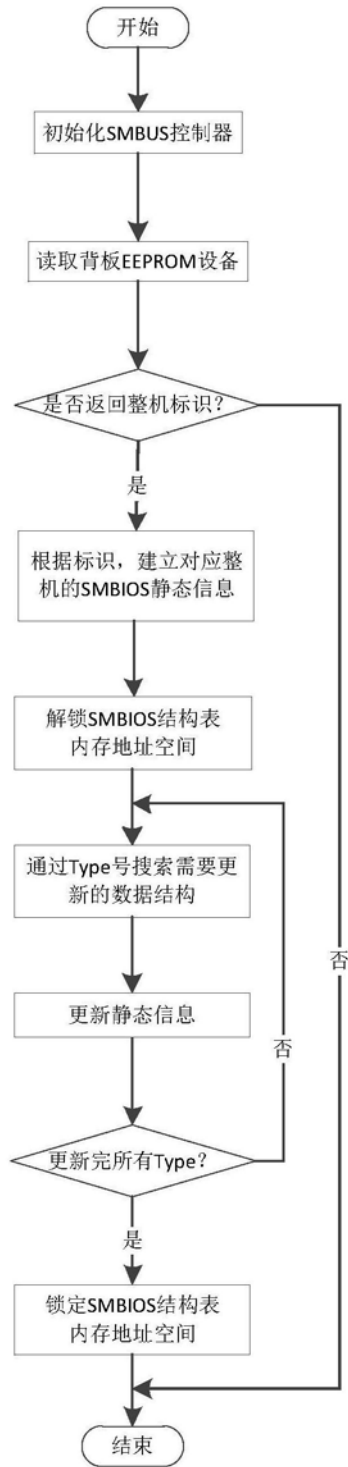 开始
初始化SMBUS控制器
读取背板EEPROM设备
是否返回整机标识？
是
根据标识，建立对应整
机的SMBIOS静态信息
解锁SMBIOS结构表
内存地址空间
通过Type号搜索需要更
新的数据结构
否
更新静态信息
否
更新完所有Type？
是
锁定SMBIOS结构表
内存地址空间
结束